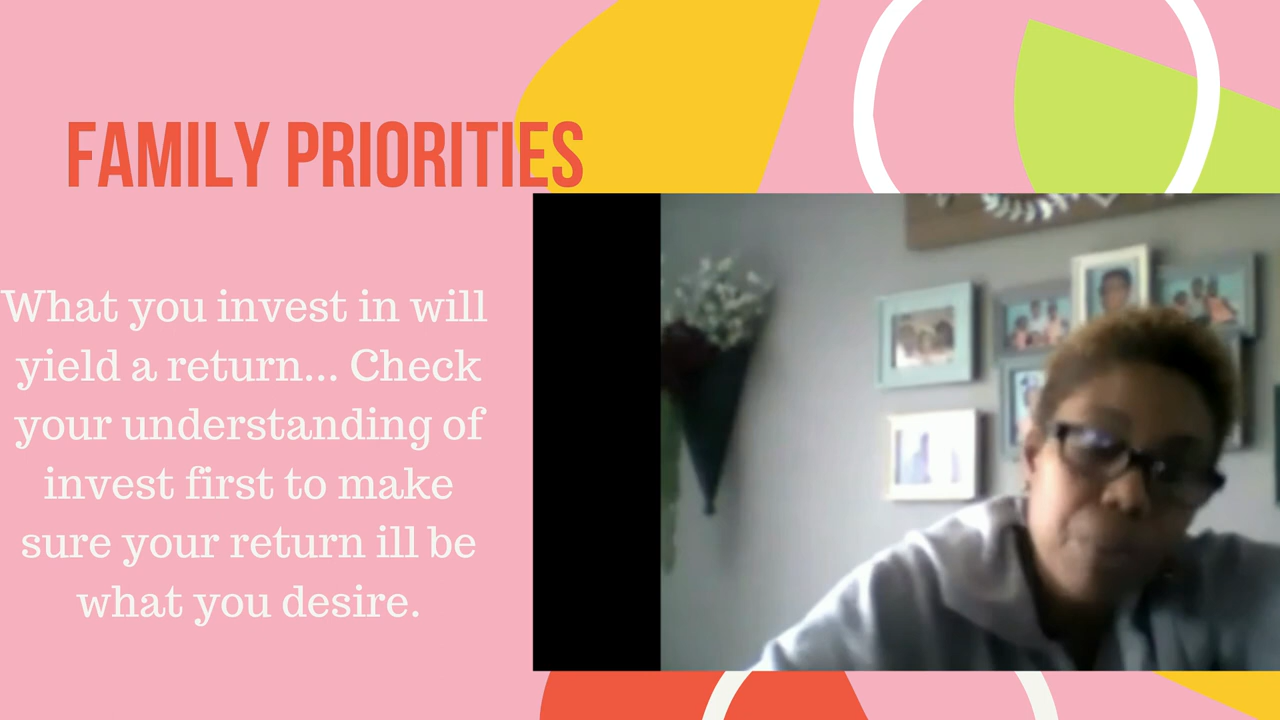 FAMILY PRIORITIES
What you invest in will
yield a return... Check
your understanding of
invest first to make
sure your return ill be
what you desire.